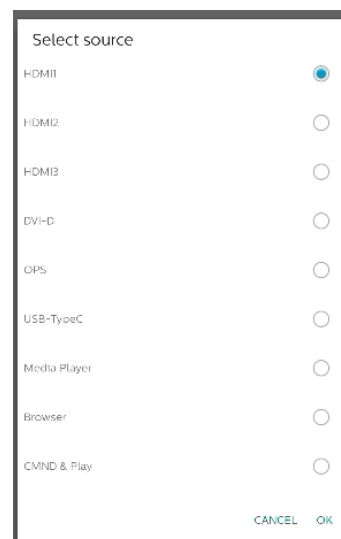 Select source
HDMI1
HDMI2
HDMI3
DVI-D
OPS
USB-TypeC
Media Player
Browser
CMND & Play
CANCEL OK